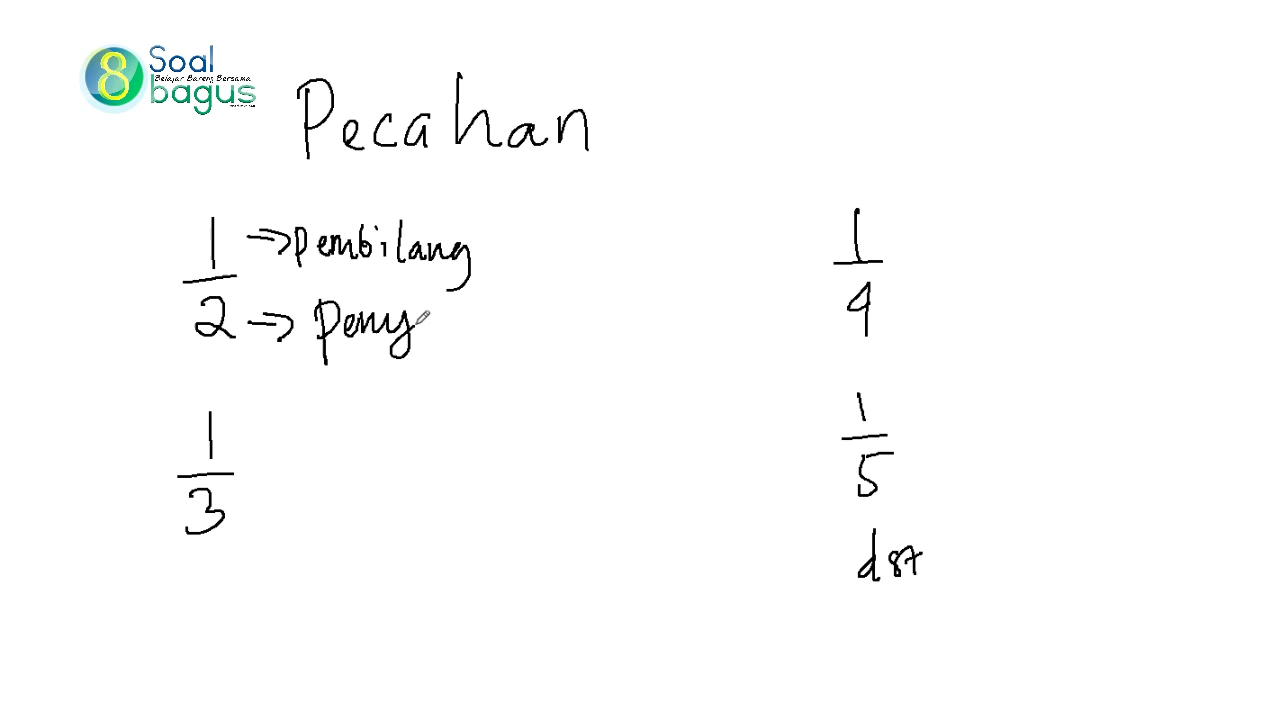 Soal
Belajar Bareng Bersama
bagus
Pecahan
1 → pembilang
2 → peny
1
3
1
4
1
5
dst